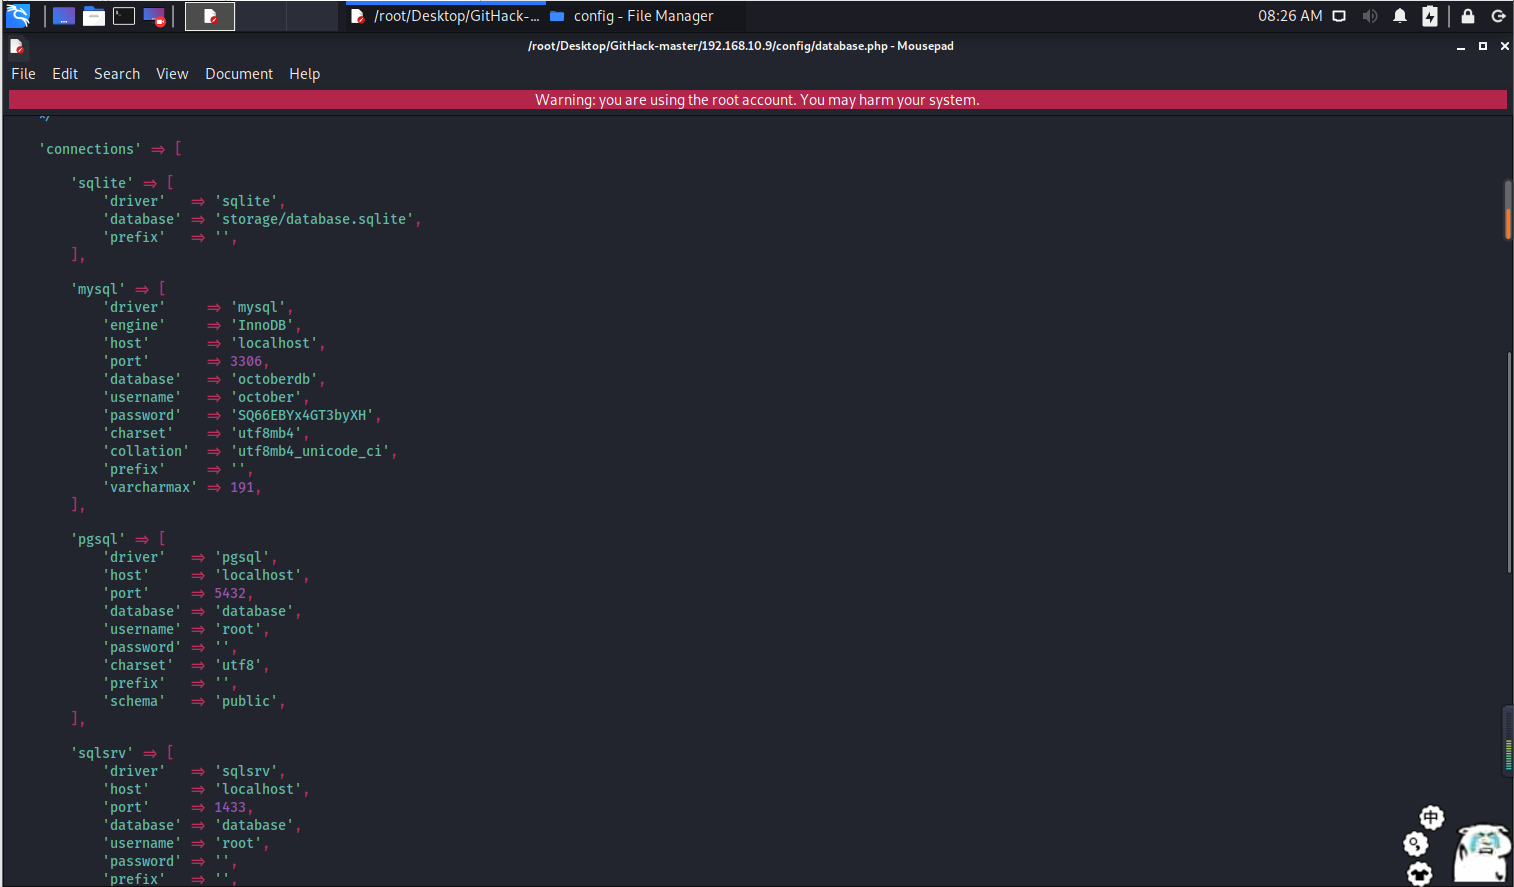 /root/Desktop/GitHack-...
config - File Manager
08:26 AM
/root/Desktop/GitHack-master/192.168.10.9/config/database.php - Mousepad
File Edit Search View Document Help
Warning: you are using the root account. You may harm your system.
*/
'connections' => [
'sqlite' => [
'driver' => 'sqlite',
'database' => 'storage/database.sqlite',
'prefix' => '',
],
'mysql' => [
'driver' => 'mysql',
'engine' => 'InnoDB',
'host' => 'localhost',
'port' => 3306,
'database' => 'octoberdb',
'username' => 'october',
'password' => 'SQ66EBYx4GT3byXH',
'charset' => 'utf8mb4',
'collation' => 'utf8mb4_unicode_ci',
'prefix' => '',
'varcharmax' => 191,
],
'pgsql' => [
'driver' => 'pgsql',
'host' => 'localhost',
'port' => 5432,
'database' => 'database',
'username' => 'root',
'password' => '',
'charset' => 'utf8',
'prefix' => '',
'schema' => 'public',
],
'sqlsrv' => [
'driver' => 'sqlsrv',
'host' => 'localhost',
'port' => 1433,
'database' => 'database',
'username' => 'root',
'password' => '',
'prefix' => '',
中